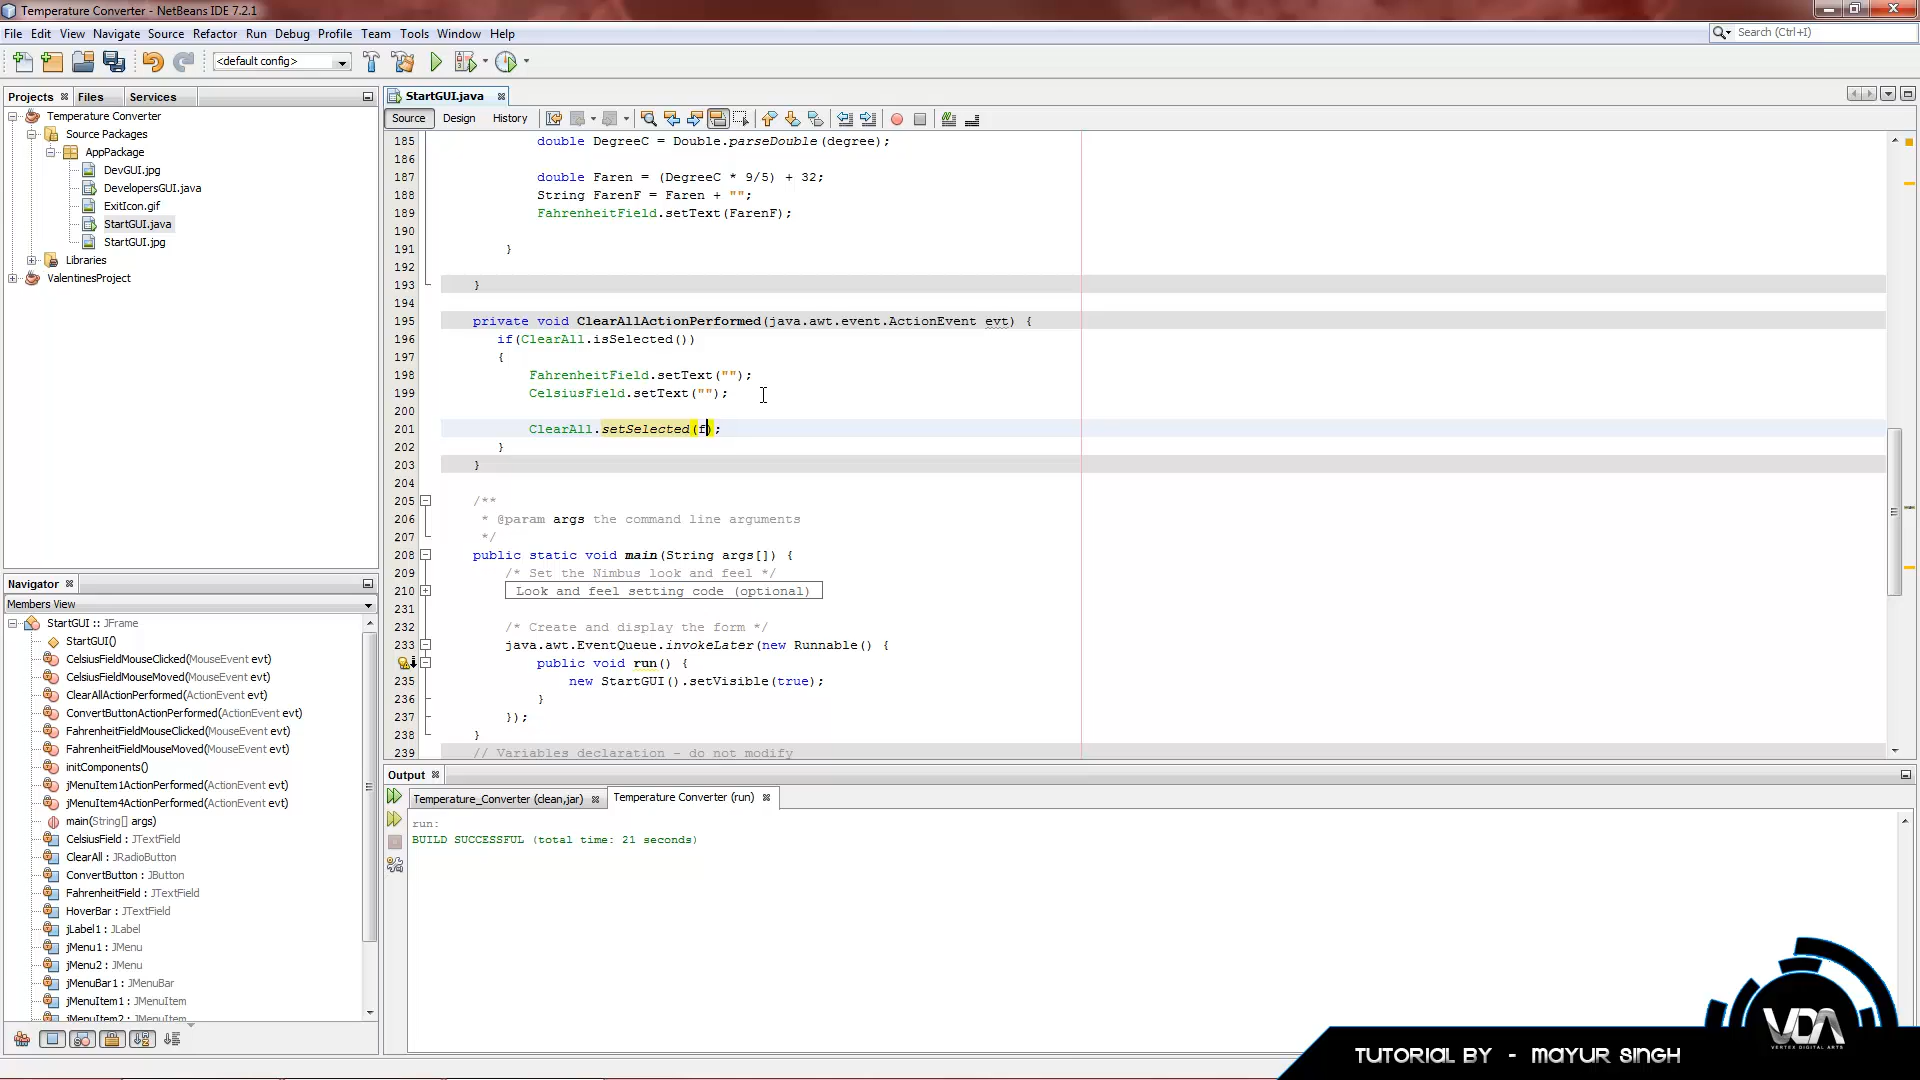 Temperature Converter - NetBeans IDE 7.2.1
File Edit View Navigate Source Refactor Run Debug Profile Team Tools Window Help
Search (Ctrl+I)
<default config>
Projects Files Services
StartGUI.java
Source Design History
Temperature Converter
Source Packages
AppPackage
DevGUI.jpg
DevelopersGUI.java
ExitIcon.gif
StartGUI.java
StartGUI.jpg
Libraries
ValentinesProject
185 double DegreeC = Double.parseDouble(degree);
186
187 double Faren = (DegreeC * 9/5) + 32;
188 String FarenF = Faren + "";
189 FahrenheitField.setText(FarenF);
190
191 }
192
193 }
194
195 private void ClearAllActionPerformed(java.awt.event.ActionEvent evt) {
196 if(ClearAll.isSelected())
197 {
198 FahrenheitField.setText("");
199 CelsiusField.setText("");
200
201 ClearAll.setSelected(f);
202 }
203 }
204
205 /**
206 * @param args the command line arguments
207 */
208 public static void main(String args[]) {
209 /* Set the Nimbus look and feel */
210 Look and feel setting code (optional)
231
232 /* Create and display the form */
233 java.awt.EventQueue.invokeLater(new Runnable() {
public void run() {
235 new StartGUI().setVisible(true);
236 }
237 });
238 }
239 // Variables declaration - do not modify
Navigator
Members View
StartGUI :: JFrame
StartGUI()
CelsiusFieldMouseClicked(MouseEvent evt)
CelsiusFieldMouseMoved(MouseEvent evt)
ClearAllActionPerformed(ActionEvent evt)
ConvertButtonActionPerformed(ActionEvent evt)
FahrenheitFieldMouseClicked(MouseEvent evt)
FahrenheitFieldMouseMoved(MouseEvent evt)
initComponents()
jMenuItem1ActionPerformed(ActionEvent evt)
jMenuItem4ActionPerformed(ActionEvent evt)
main(String[] args)
CelsiusField : JTextField
ClearAll : JRadioButton
ConvertButton : JButton
FahrenheitField : JTextField
HoverBar : JTextField
jLabel1 : JLabel
jMenu1 : JMenu
jMenu2 : JMenu
jMenuBar1 : JMenuBar
jMenuItem1 : JMenuItem
jMenuItem2 : JMenuItem
Output
Temperature_Converter (clean,jar) Temperature Converter (run)
run:
BUILD SUCCESSFUL (total time: 21 seconds)
VDA
VERTEX DIGITAL ARTS
TUTORIAL BY - MAYUR SINGH